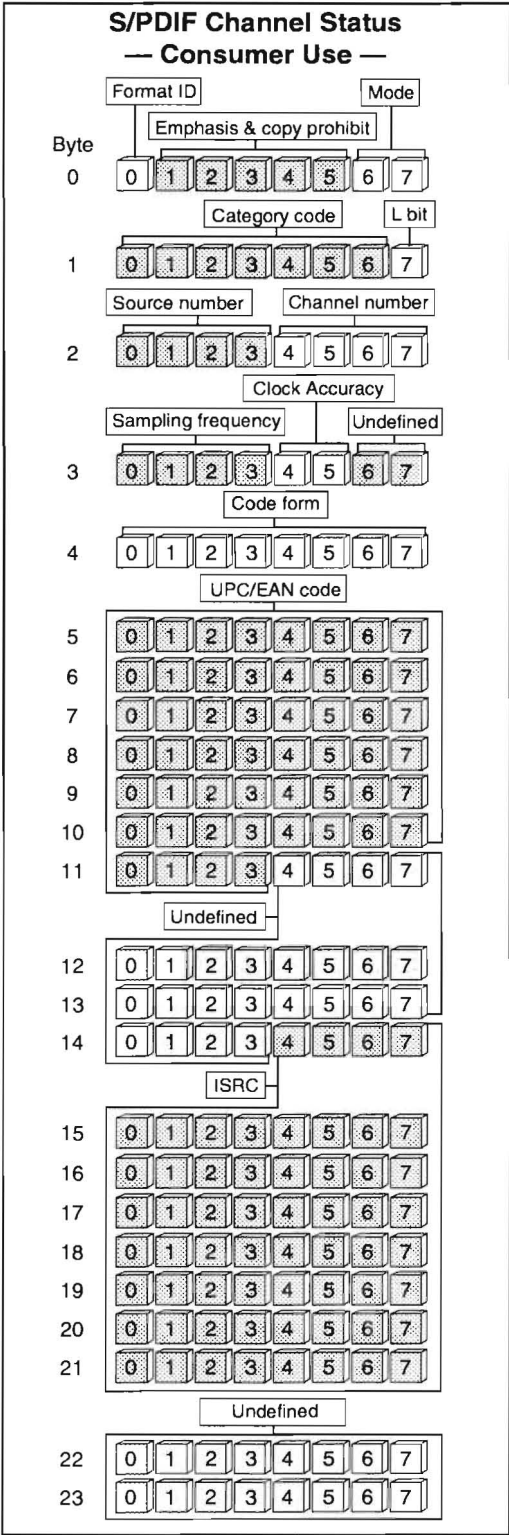 S/PDIF Channel Status
— Consumer Use —
Format ID
Mode
Emphasis & copy prohibit
Byte
0 0 1 2 3 4 5 6 7
Category code
L bit
1 0 1 2 3 4 5 6 7
Source number
Channel number
2 0 1 2 3 4 5 6 7
Clock Accuracy
Sampling frequency
Undefined
3 0 1 2 3 4 5 6 7
Code form
4 0 1 2 3 4 5 6 7
UPC/EAN code
5 0 1 2 3 4 5 6 7
6 0 1 2 3 4 5 6 7
7 0 1 2 3 4 5 6 7
8 0 1 2 3 4 5 6 7
9 0 1 2 3 4 5 6 7
10 0 1 2 3 4 5 6 7
11 0 1 2 3 4 5 6 7
Undefined
12 0 1 2 3 4 5 6 7
13 0 1 2 3 4 5 6 7
14 0 1 2 3 4 5 6 7
ISRC
15 0 1 2 3 4 5 6 7
16 0 1 2 3 4 5 6 7
17 0 1 2 3 4 5 6 7
18 0 1 2 3 4 5 6 7
19 0 1 2 3 4 5 6 7
20 0 1 2 3 4 5 6 7
21 0 1 2 3 4 5 6 7
Undefined
22 0 1 2 3 4 5 6 7
23 0 1 2 3 4 5 6 7